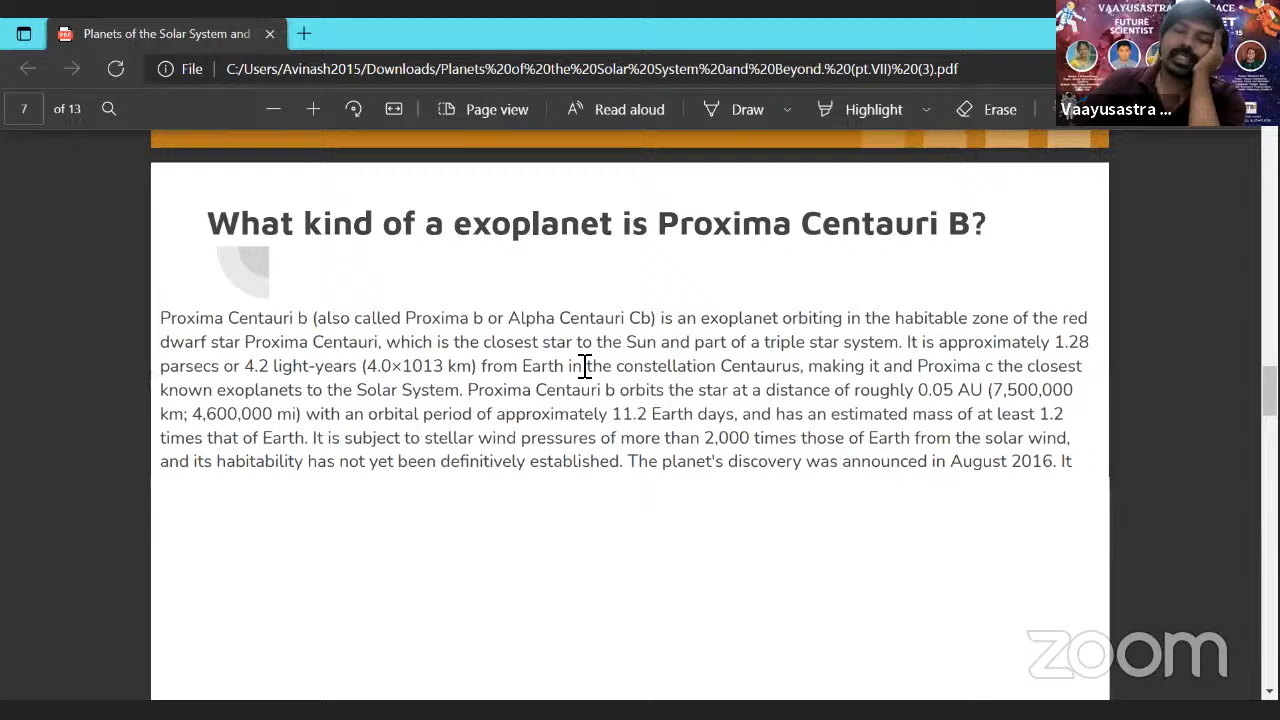 Planets of the Solar System and
File
C:/Users/Avinash2015/Downloads/Planets%20of%20the%20Solar%20System%20and%20Beyond.%20(pt.VII)%20(3).pdf
7 of 13
Page view
Read aloud
Draw
Highlight
Erase
FUTURE
SCIENTIST
Vaayusastra ...
What kind of a exoplanet is Proxima Centauri B?
Proxima Centauri b (also called Proxima b or Alpha Centauri Cb) is an exoplanet orbiting in the habitable zone of the red
dwarf star Proxima Centauri, which is the closest star to the Sun and part of a triple star system. It is approximately 1.28
parsecs or 4.2 light-years (4.0×1013 km) from Earth in the constellation Centaurus, making it and Proxima c the closest
known exoplanets to the Solar System. Proxima Centauri b orbits the star at a distance of roughly 0.05 AU (7,500,000
km; 4,600,000 mi) with an orbital period of approximately 11.2 Earth days, and has an estimated mass of at least 1.2
times that of Earth. It is subject to stellar wind pressures of more than 2,000 times those of Earth from the solar wind,
and its habitability has not yet been definitively established. The planet's discovery was announced in August 2016. It
zoom